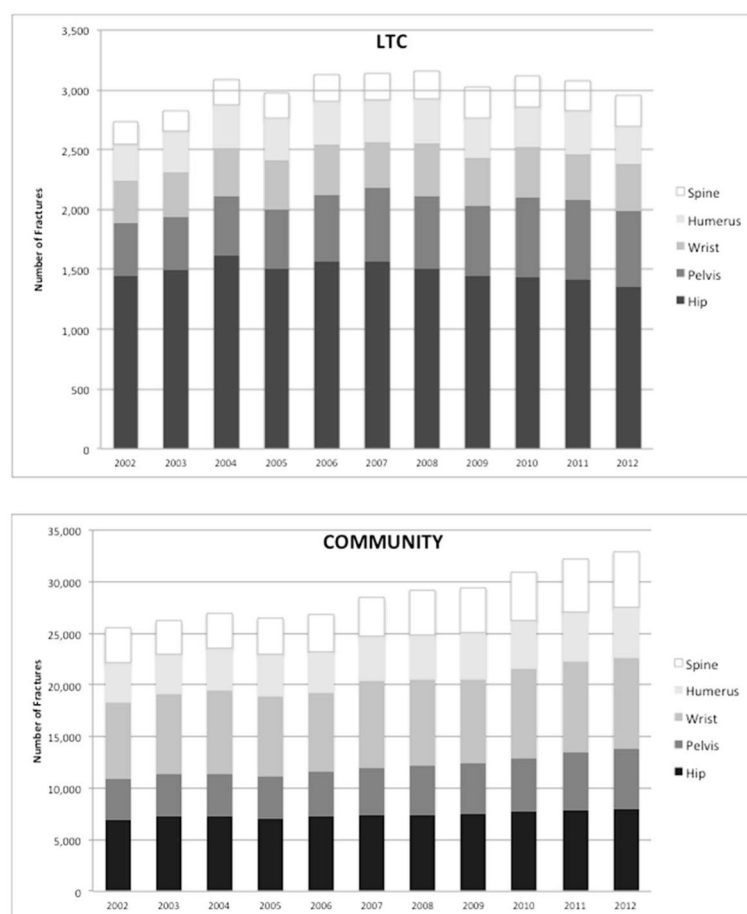 LTC
3,500
3,000
2,500
2,000
1,500
1,000
500
0
Number of Fractures
2002 2003 2004 2005 2006 2007 2008 2009 2010 2011 2012
Spine
Humerus
Wrist
Pelvis
Hip
COMMUNITY
35,000
30,000
25,000
20,000
15,000
10,000
5,000
0
Number of Fractures
2002 2003 2004 2005 2006 2007 2008 2009 2010 2011 2012
Spine
Humerus
Wrist
Pelvis
Hip